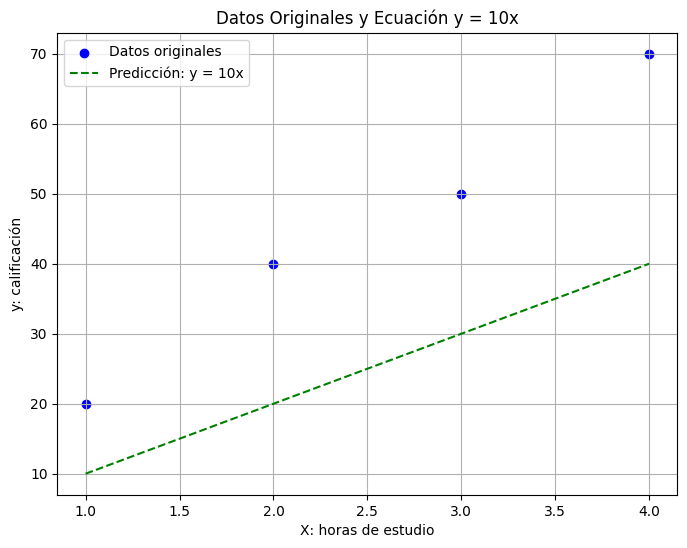 Datos Originales y Ecuación y = 10x
Datos originales
Predicción: y = 10x
y: calificación
70
60
50
40
30
20
10
1.0 1.5 2.0 2.5 3.0 3.5 4.0
X: horas de estudio